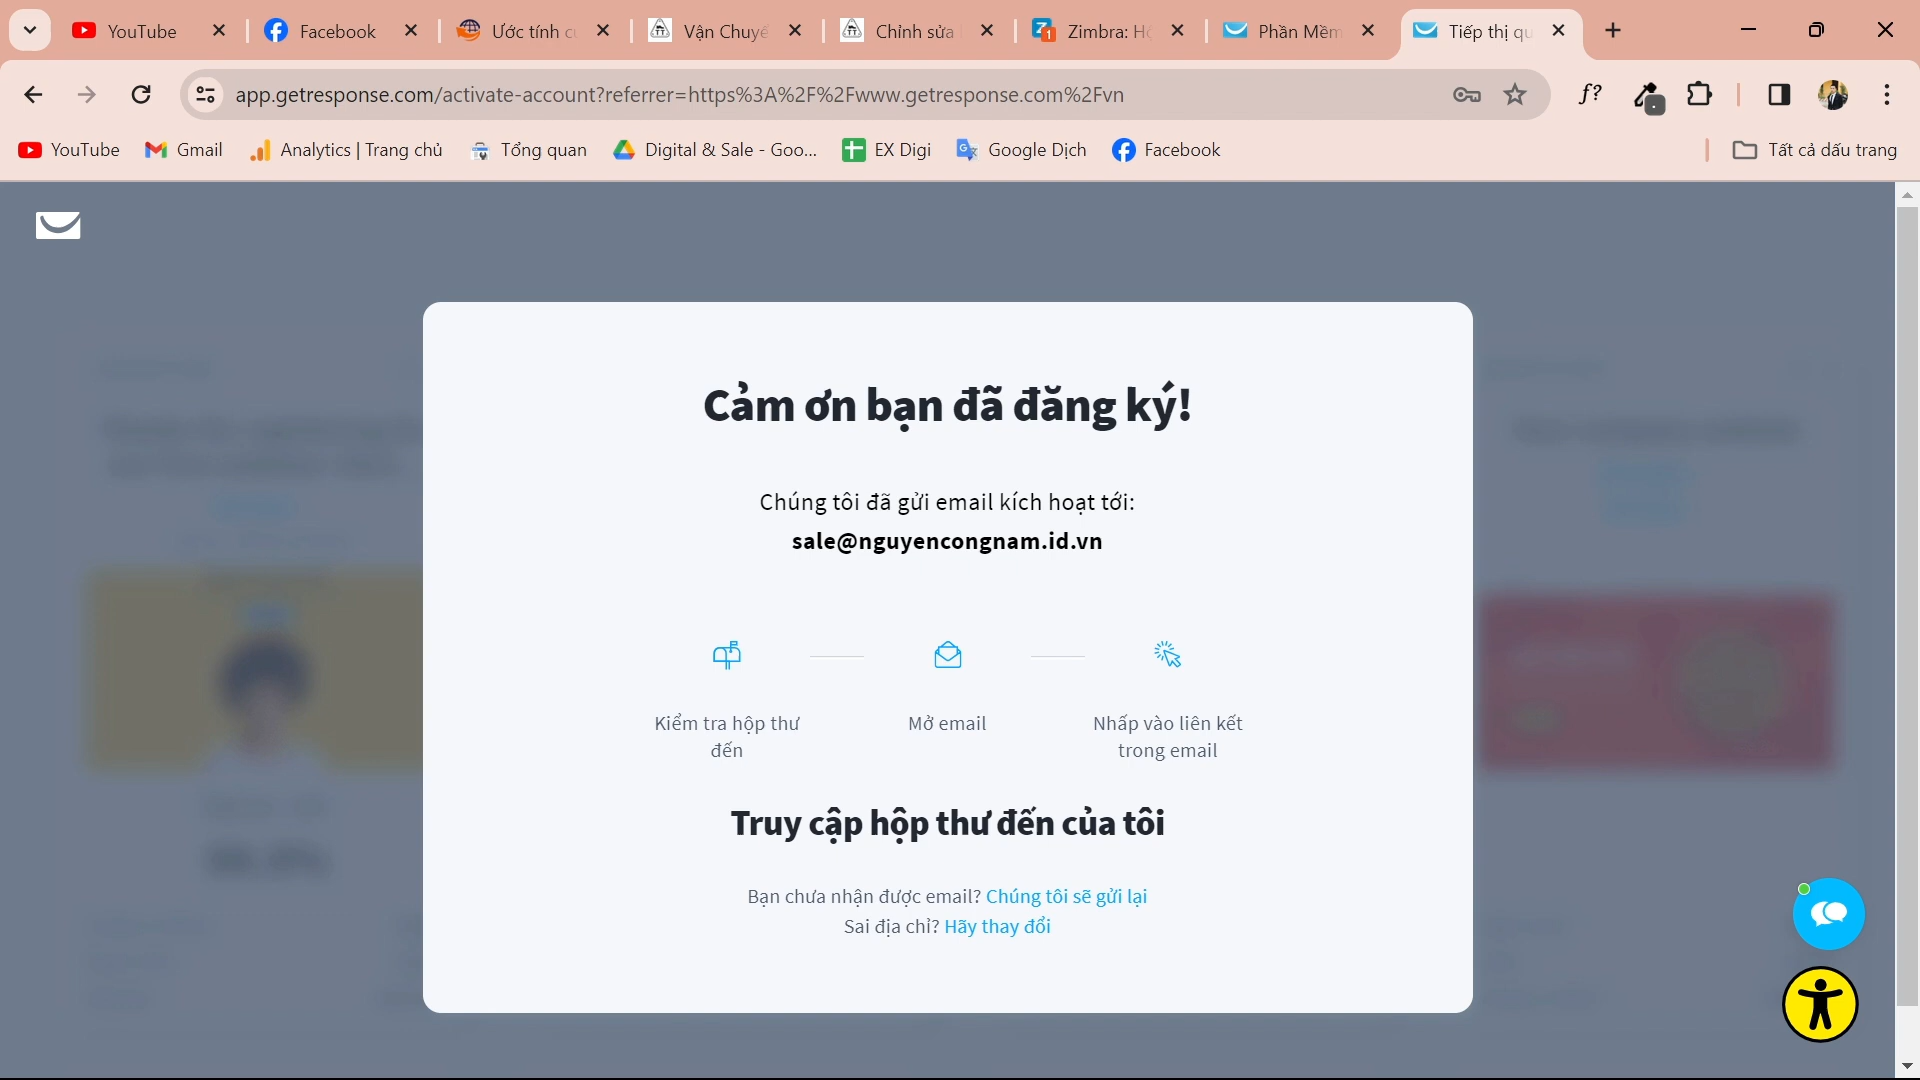 YouTube
Facebook
Ước tính cu
Vận Chuyể
Chỉnh sửa
Zimbra: Hộ
Phần Mềm
Tiếp thị qu
app.getresponse.com/activate-account?referrer=https%3A%2F%2Fwww.getresponse.com%2Fvn
f?
YouTube
Gmail
Analytics | Trang chủ
Tổng quan
Digital & Sale - Goo...
EX Digi
Google Dịch
Facebook
Tất cả dấu trang
Cảm ơn bạn đã đăng ký!
Chúng tôi đã gửi email kích hoạt tới:
sale@nguyencongnam.id.vn
Kiểm tra hộp thư
đến
Mở email
Nhấp vào liên kết
trong email
Truy cập hộp thư đến của tôi
Bạn chưa nhận được email? Chúng tôi sẽ gửi lại
Sai địa chỉ? Hãy thay đổi